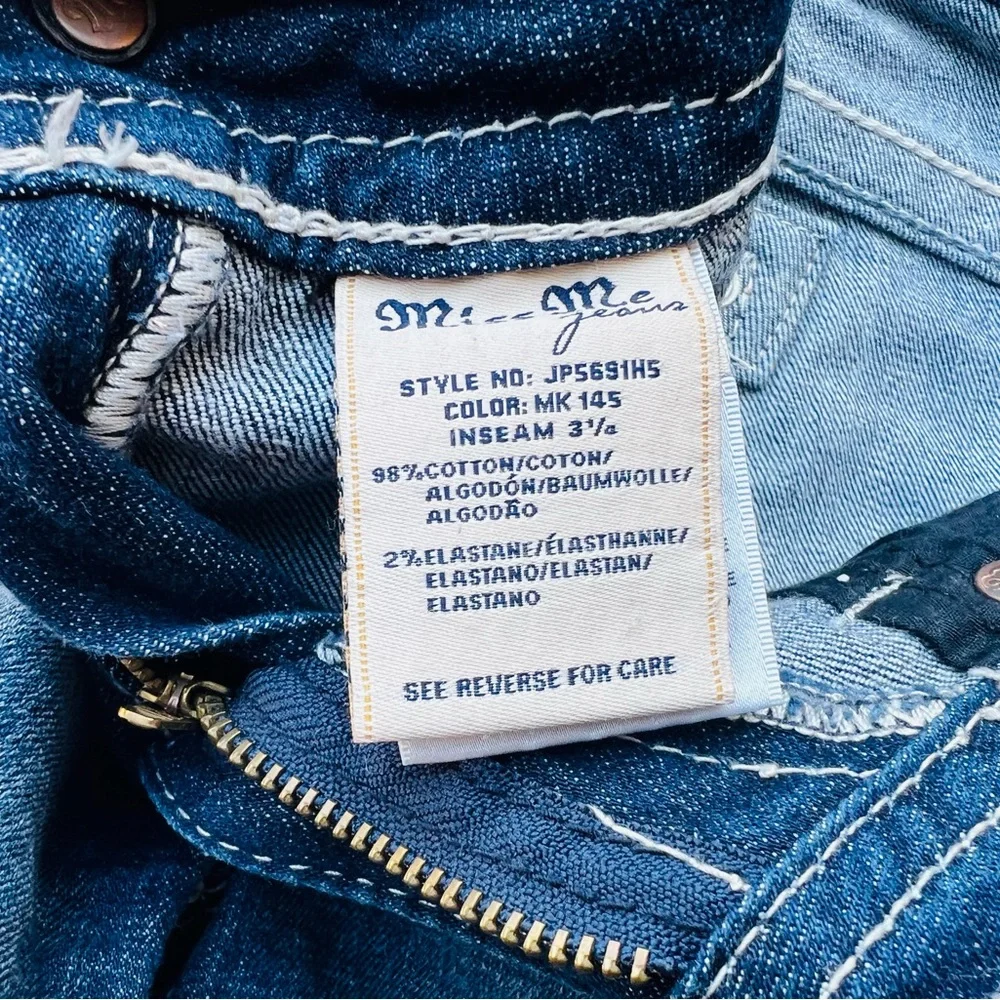 Miss Me
jeans
STYLE NO: JP5691H5
COLOR: MK 145
INSEAM 3½
98% COTTON/COTON/
ALGODÓN/BAUMWOLLE/
ALGODÃO
2% ELASTANE/ÉLASTHANNE/
ELASTANO/ELASTAN/
ELASTANO
SEE REVERSE FOR CARE